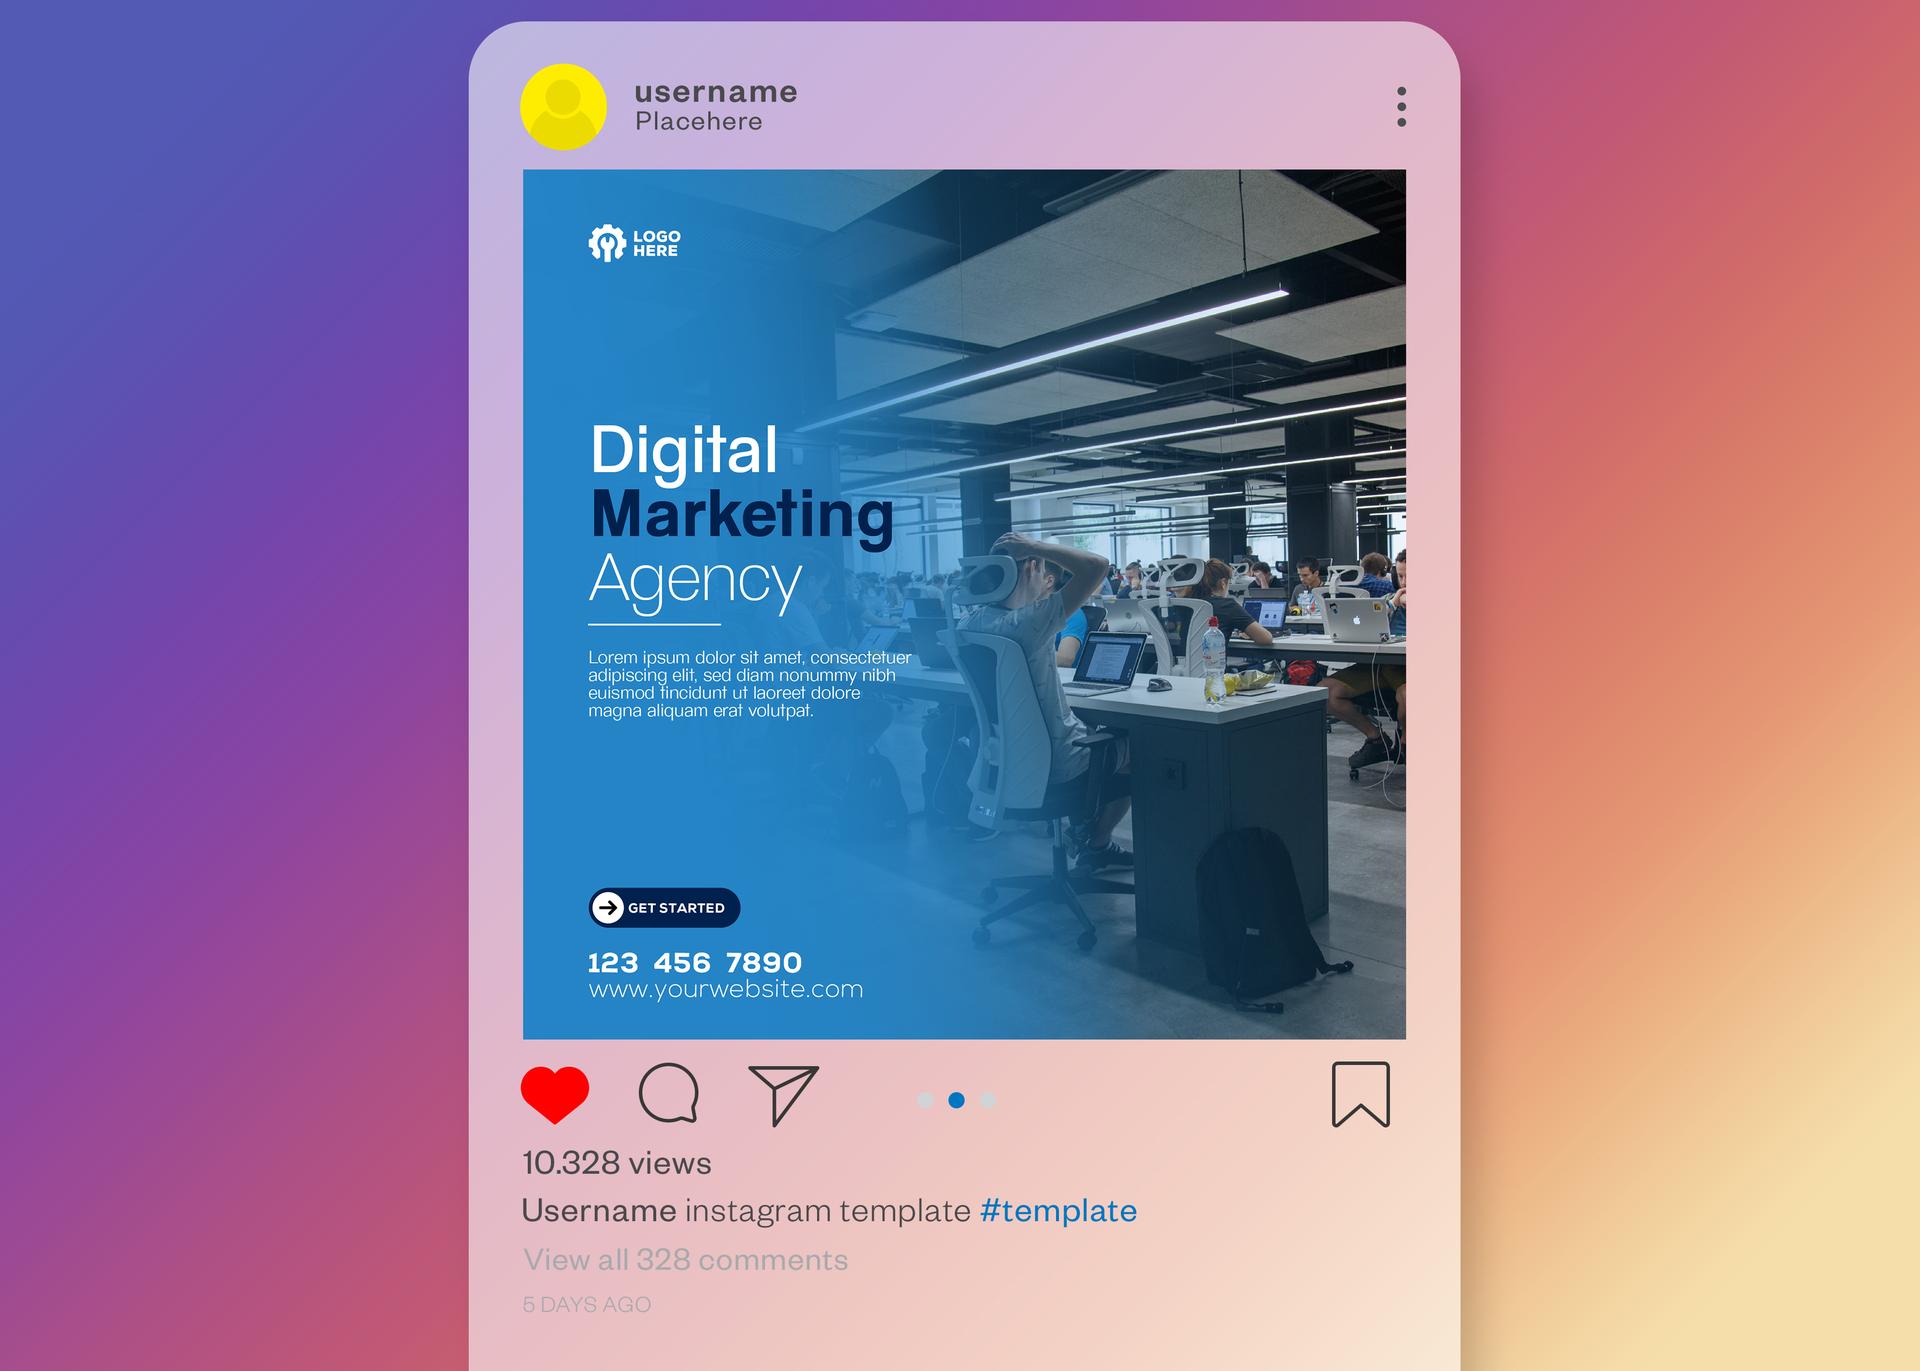 username
Placehere
LOGO
HERE
Digital
Marketing
Agency
Lorem ipsum dolor sit amet, consectetuer
adipiscing elit, sed diam nonummy nibh
euismod tincidunt ut laoreet dolore
magna aliquam erat volutpat.
GET STARTED
123 456 7890
www.yourwebsite.com
10.328 views
Username instagram template #template
View all 328 comments
5 DAYS AGO